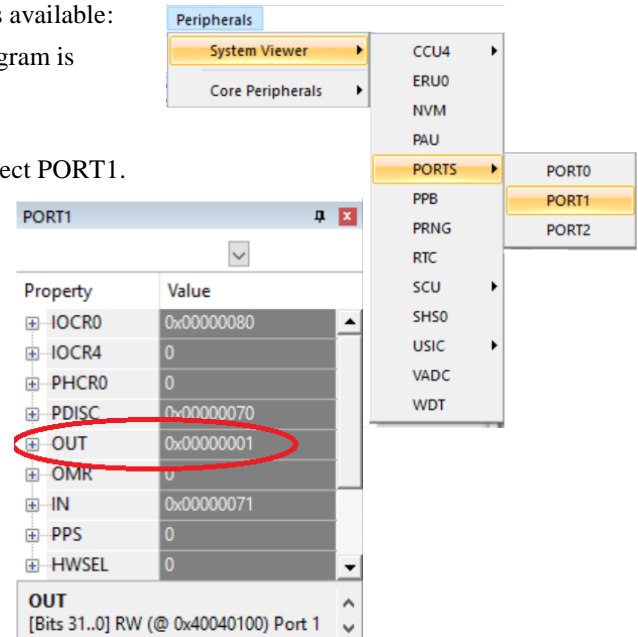 s available:
gram is
ect PORT1.
Peripherals
System Viewer
Core Peripherals
CCU4
ERU0
NVM
PAU
PORTS
PPB
PRNG
RTC
SCU
SHS0
USIC
VADC
WDT
PORT0
PORT1
PORT2
PORT1
Property Value
IOCR0 0x00000080
IOCR4 0
PHCR0 0
PDISC 0x00000070
OUT 0x00000001
OMR 0
IN 0x00000071
PPS 0
HWSEL 0
OUT
[Bits 31..0] RW (@ 0x40040100) Port 1